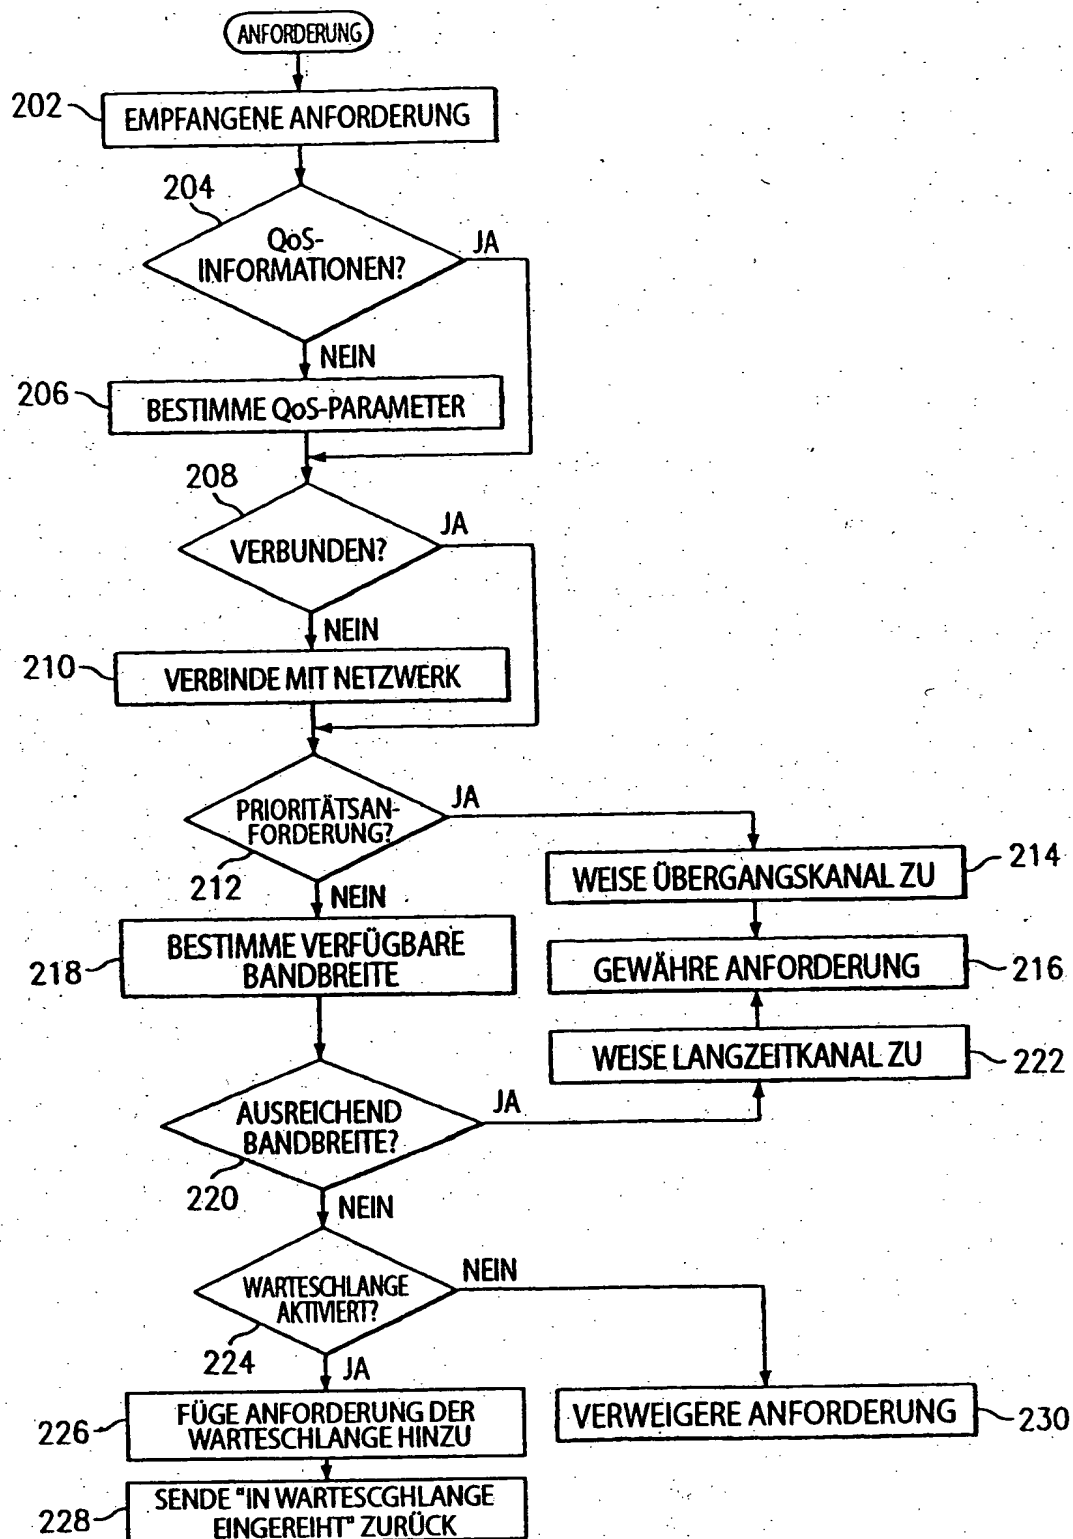 ANFORDERUNG
202
EMPFANGENE ANFORDERUNG
204
QoS-
INFORMATIONEN?
JA
NEIN
206
BESTIMME QoS-PARAMETER
208
VERBUNDEN?
JA
NEIN
210
VERBINDE MIT NETZWERK
PRIORITÄTSAN-
FORDERUNG?
JA
212
NEIN
WEISE ÜBERGANGSKANAL ZU
214
218
BESTIMME VERFÜGBARE
BANDBREITE
GEWÄHRE ANFORDERUNG
216
WEISE LANGZEITKANAL ZU
222
AUSREICHEND
BANDBREITE?
JA
220
NEIN
WARTESCHLANGE
AKTIVIERT?
NEIN
224
JA
226
FÜGE ANFORDERUNG DER
WARTESCHLANGE HINZU
VERWEIGERE ANFORDERUNG
230
228
SENDE "IN WARTESCGHLANGE
EINGEREIHT" ZURÜCK